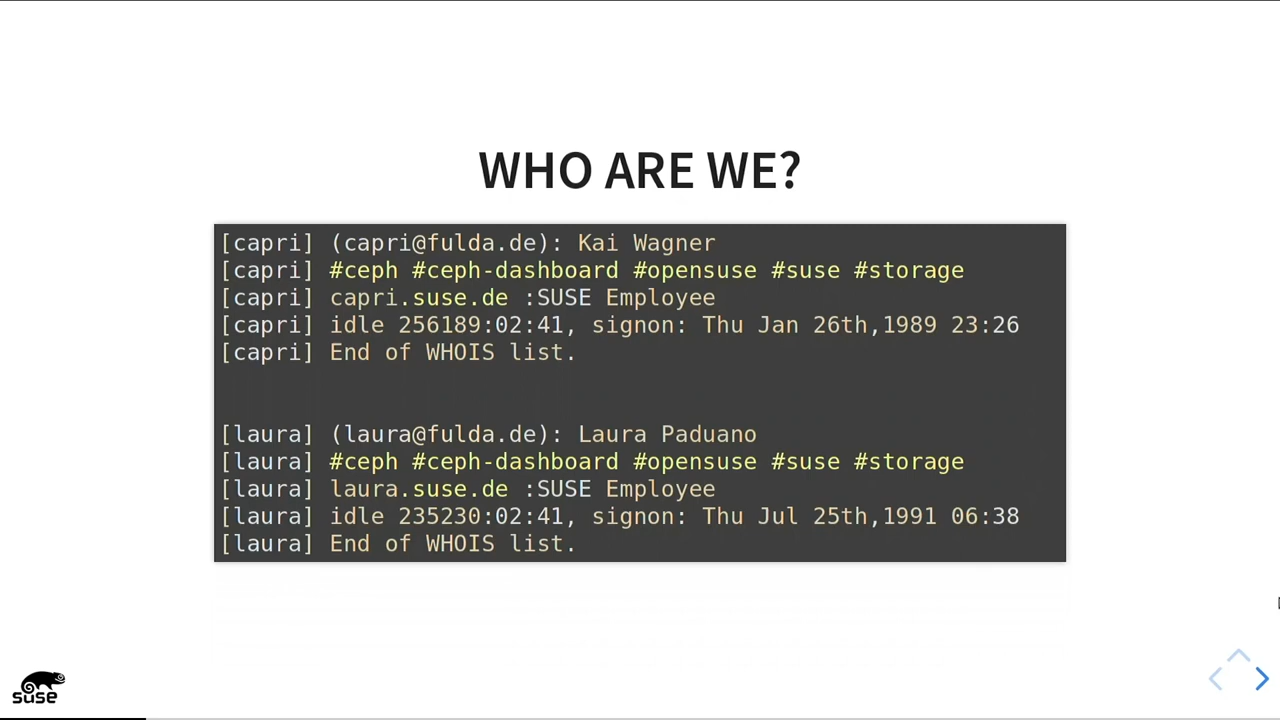 WHO ARE WE?
[capri] (capri@fulda.de): Kai Wagner
[capri] #ceph #ceph-dashboard #opensuse #suse #storage
[capri] capri.suse.de :SUSE Employee
[capri] idle 256189:02:41, signon: Thu Jan 26th,1989 23:26
[capri] End of WHOIS list.
[laura] (laura@fulda.de): Laura Paduano
[laura] #ceph #ceph-dashboard #opensuse #suse #storage
[laura] laura.suse.de :SUSE Employee
[laura] idle 235230:02:41, signon: Thu Jul 25th,1991 06:38
[laura] End of WHOIS list.
suse